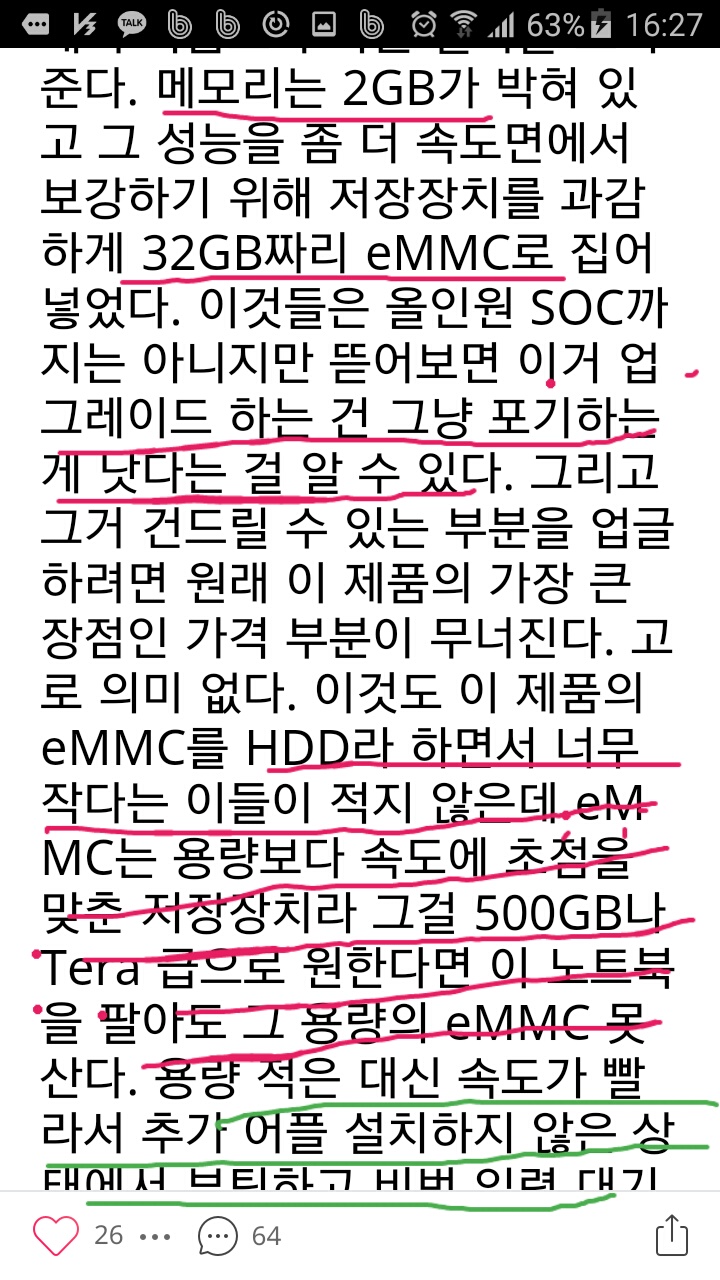 TALK 63% 16:27
준다. 메모리는 2GB가 박혀 있
고 그 성능을 좀 더 속도면에서
보강하기 위해 저장장치를 과감
하게 32GB짜리 eMMC로 집어
넣었다. 이것들은 올인원 SOC까
지는 아니지만 뜯어보면 이거 업
그레이드 하는 건 그냥 포기하는
게 낫다는 걸 알 수 있다. 그리고
그거 건드릴 수 있는 부분을 업글
하려면 원래 이 제품의 가장 큰
장점인 가격 부분이 무너진다. 고
로 의미 없다. 이것도 이 제품의
eMMC를 HDD라 하면서 너무
작다는 이들이 적지 않은데, eM
MC는 용량보다 속도에 초점을
맞춘 저장장치라 그걸 500GB나
Tera 급으로 원한다면 이 노트북
을 팔아도 그 용량의 eMMC 못
산다. 용량 적은 대신 속도가 빨
라서 추가 어플 설치하지 않은 상
태에서 부팅하고 비번 입력 대기
26 64